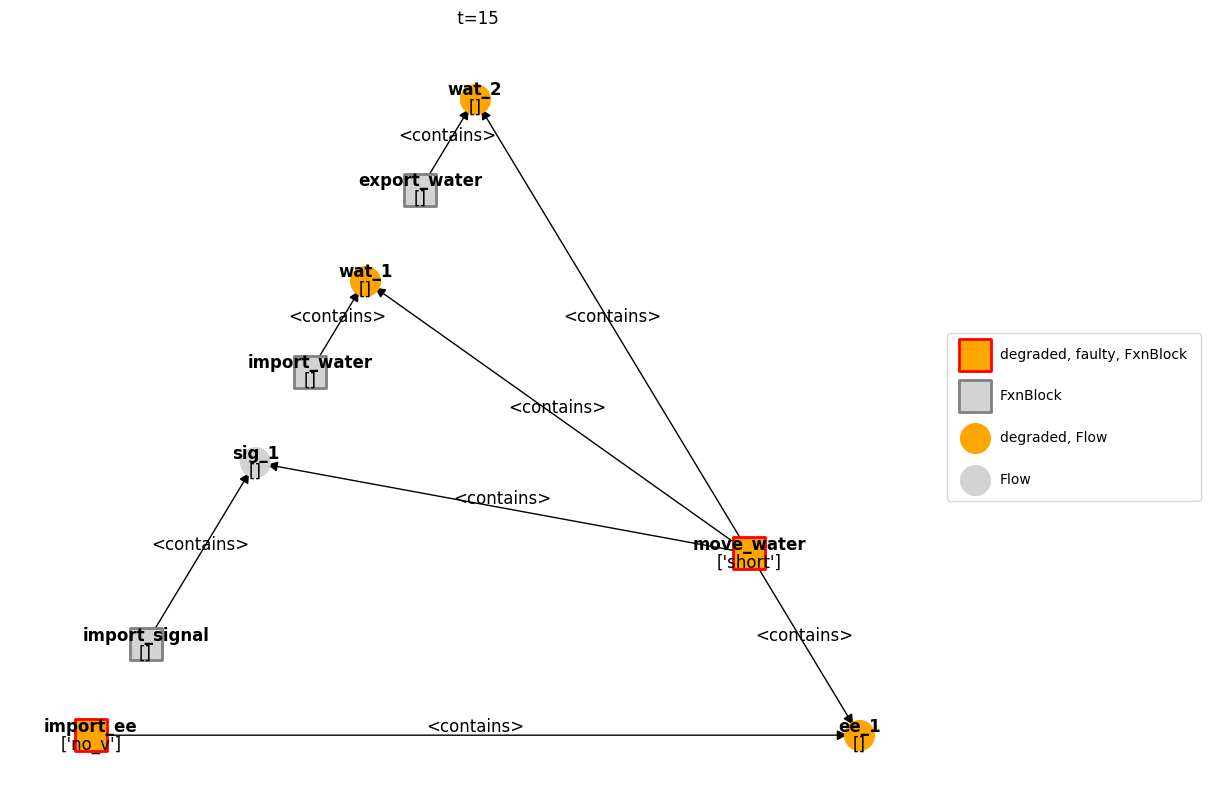 t=15
wat_2
[]
<contains>
export_water
[]
wat_1
[]
<contains>
<contains>
import_water
[]
<contains>
sig_1
[]
<contains>
<contains>
move_water
['short']
import_signal
[]
<contains>
import_ee
['no_v']
<contains>
ee_1
[]
degraded, faulty, FxnBlock
FxnBlock
degraded, Flow
Flow